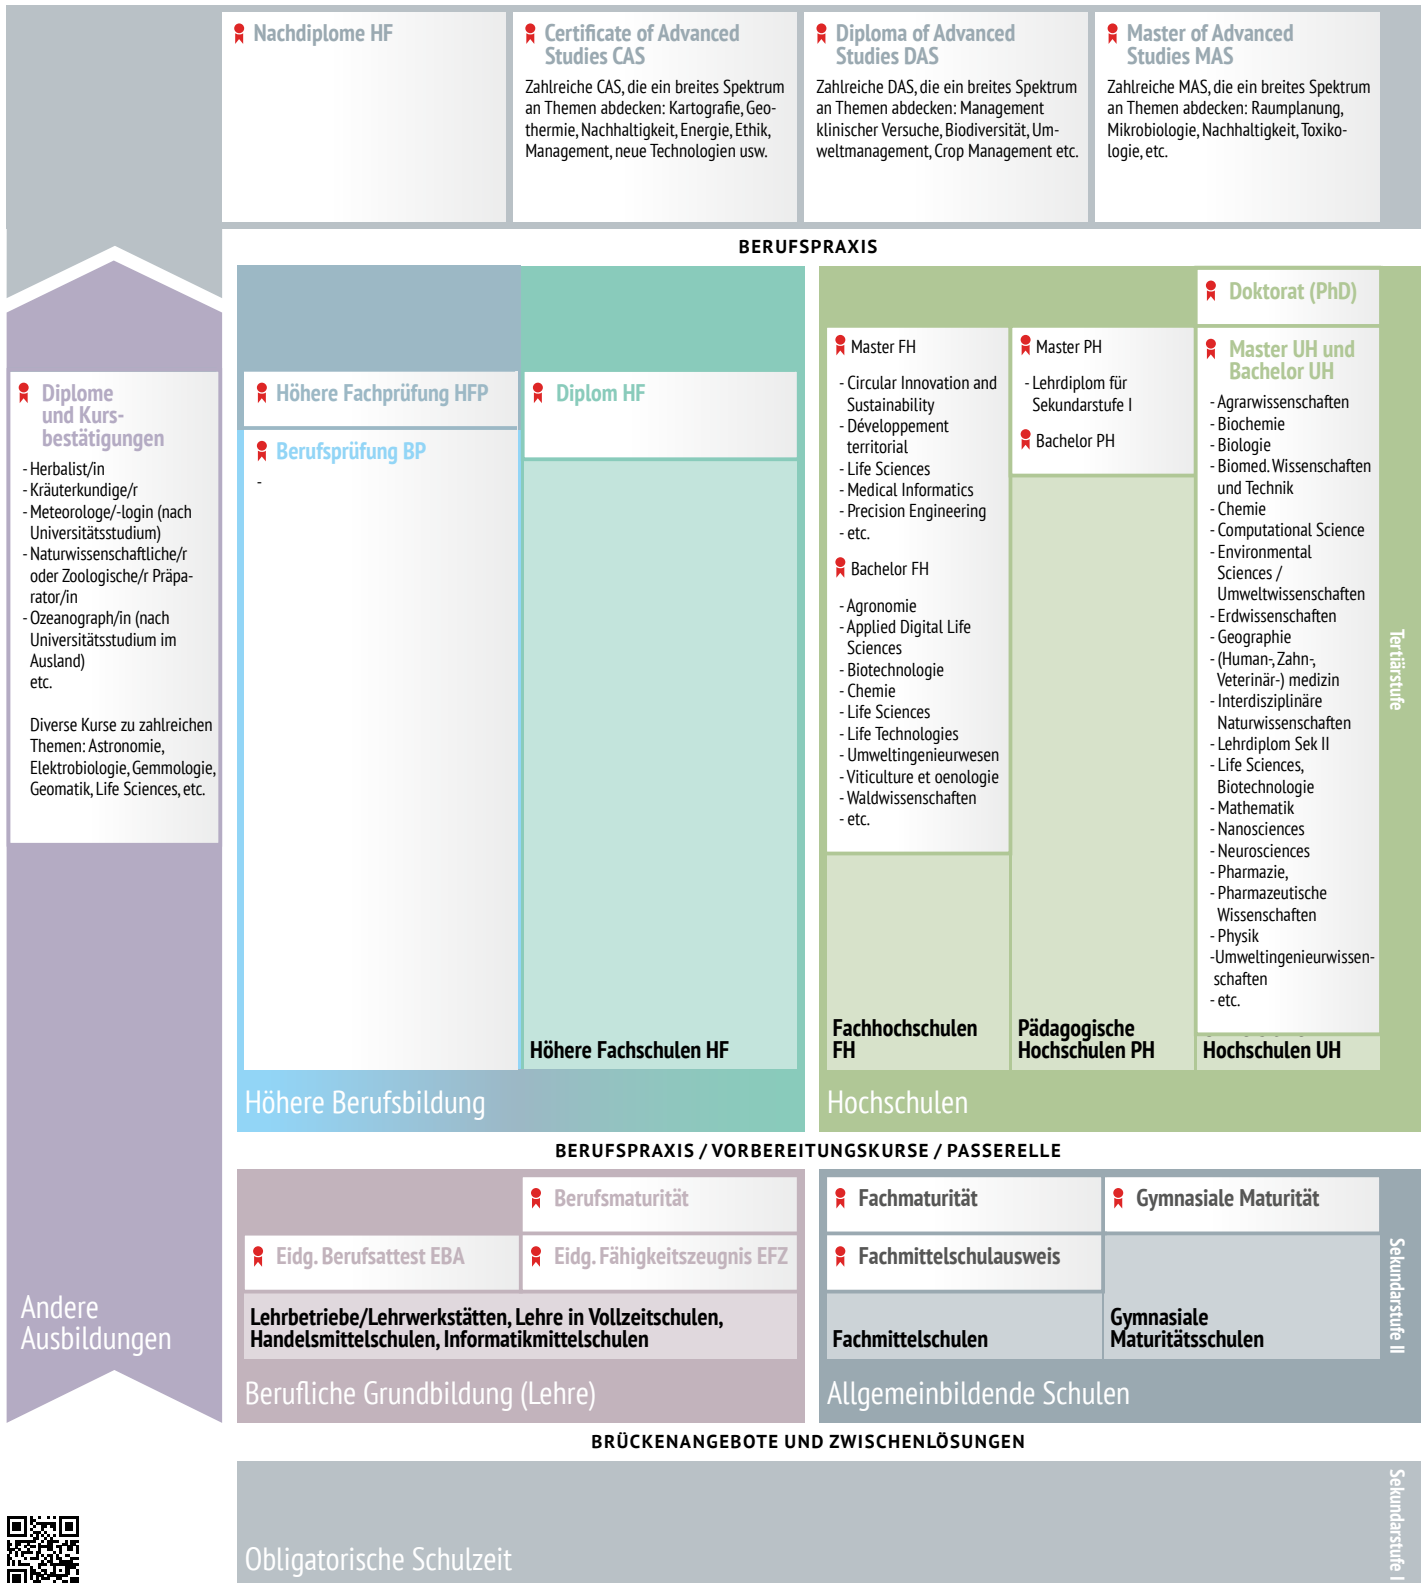 Nachdiplome HF
Certificate of Advanced
Studies CAS
Zahlreiche CAS, die ein breites Spektrum
an Themen abdecken: Kartografie, Geo-
thermie, Nachhaltigkeit, Energie, Ethik,
Management, neue Technologien usw.
Diploma of Advanced
Studies DAS
Zahlreiche DAS, die ein breites Spektrum
an Themen abdecken: Management
klinischer Versuche, Biodiversität, Um-
weltmanagement, Crop Management etc.
Master of Advanced
Studies MAS
Zahlreiche MAS, die ein breites Spektrum
an Themen abdecken: Raumplanung,
Mikrobiologie, Nachhaltigkeit, Toxiko-
logie, etc.
BERUFSPRAXIS
Diplome
und Kurs-
bestätigungen
- Herbalist/in
- Kräuterkundige/r
- Meteorologe/-login (nach
Universitätsstudium)
- Naturwissenschaftliche/r
oder Zoologische/r Präpa-
rator/in
- Ozeanograph/in (nach
Universitätsstudium im
Ausland)
etc.
Diverse Kurse zu zahlreichen
Themen: Astronomie,
Elektrobiologie, Gemmologie,
Geomatik, Life Sciences, etc.
Andere
Ausbildungen
Höhere Fachprüfung HFP
Berufsprüfung BP
-
Diplom HF
Höhere Fachschulen HF
Höhere Berufsbildung
Master FH
- Circular Innovation and
Sustainability
- Développement
territorial
- Life Sciences
- Medical Informatics
- Precision Engineering
- etc.
Bachelor FH
- Agronomie
- Applied Digital Life
Sciences
- Biotechnologie
- Chemie
- Life Sciences
- Life Technologies
- Umweltingenieurwesen
- Viticulture et oenologie
- Waldwissenschaften
- etc.
Fachhochschulen
FH
Master PH
- Lehrdiplom für
Sekundarstufe I
Bachelor PH
Pädagogische
Hochschulen PH
Doktorat (PhD)
Master UH und
Bachelor UH
- Agrarwissenschaften
- Biochemie
- Biologie
- Biomed. Wissenschaften
und Technik
- Chemie
- Computational Science
- Environmental
Sciences /
Umweltwissenschaften
- Erdwissenschaften
- Geographie
- (Human-, Zahn-,
Veterinär-) medizin
- Interdisziplinäre
Naturwissenschaften
- Lehrdiplom Sek II
- Life Sciences,
Biotechnologie
- Mathematik
- Nanosciences
- Neurosciences
- Pharmazie,
- Pharmazeutische
Wissenschaften
- Physik
-Umweltingenieurwissen-
schaften
- etc.
Hochschulen UH
Hochschulen
Tertiärstufe
BERUFSPRAXIS / VORBEREITUNGSKURSE / PASSERELLE
Berufsmaturität
Eidg. Berufsattest EBA
Eidg. Fähigkeitszeugnis EFZ
Lehrbetriebe/Lehrwerkstätten, Lehre in Vollzeitschulen,
Handelsmittelschulen, Informatikmittelschulen
Berufliche Grundbildung (Lehre)
Fachmaturität
Gymnasiale Maturität
Fachmittelschulausweis
Fachmittelschulen
Gymnasiale
Maturitätsschulen
Allgemeinbildende Schulen
Sekundarstufe II
BRÜCKENANGEBOTE UND ZWISCHENLÖSUNGEN
Obligatorische Schulzeit
Sekundarstufe I